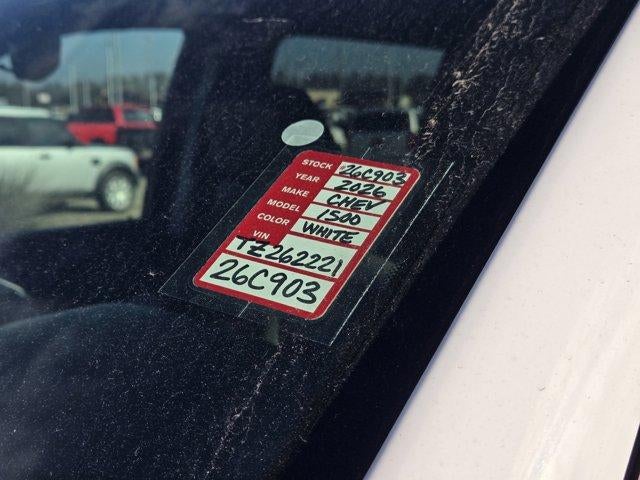 STOCK 26C903
YEAR 2026
MAKE CHEV
MODEL 1500
COLOR WHITE
VIN
TZ262221
26C903